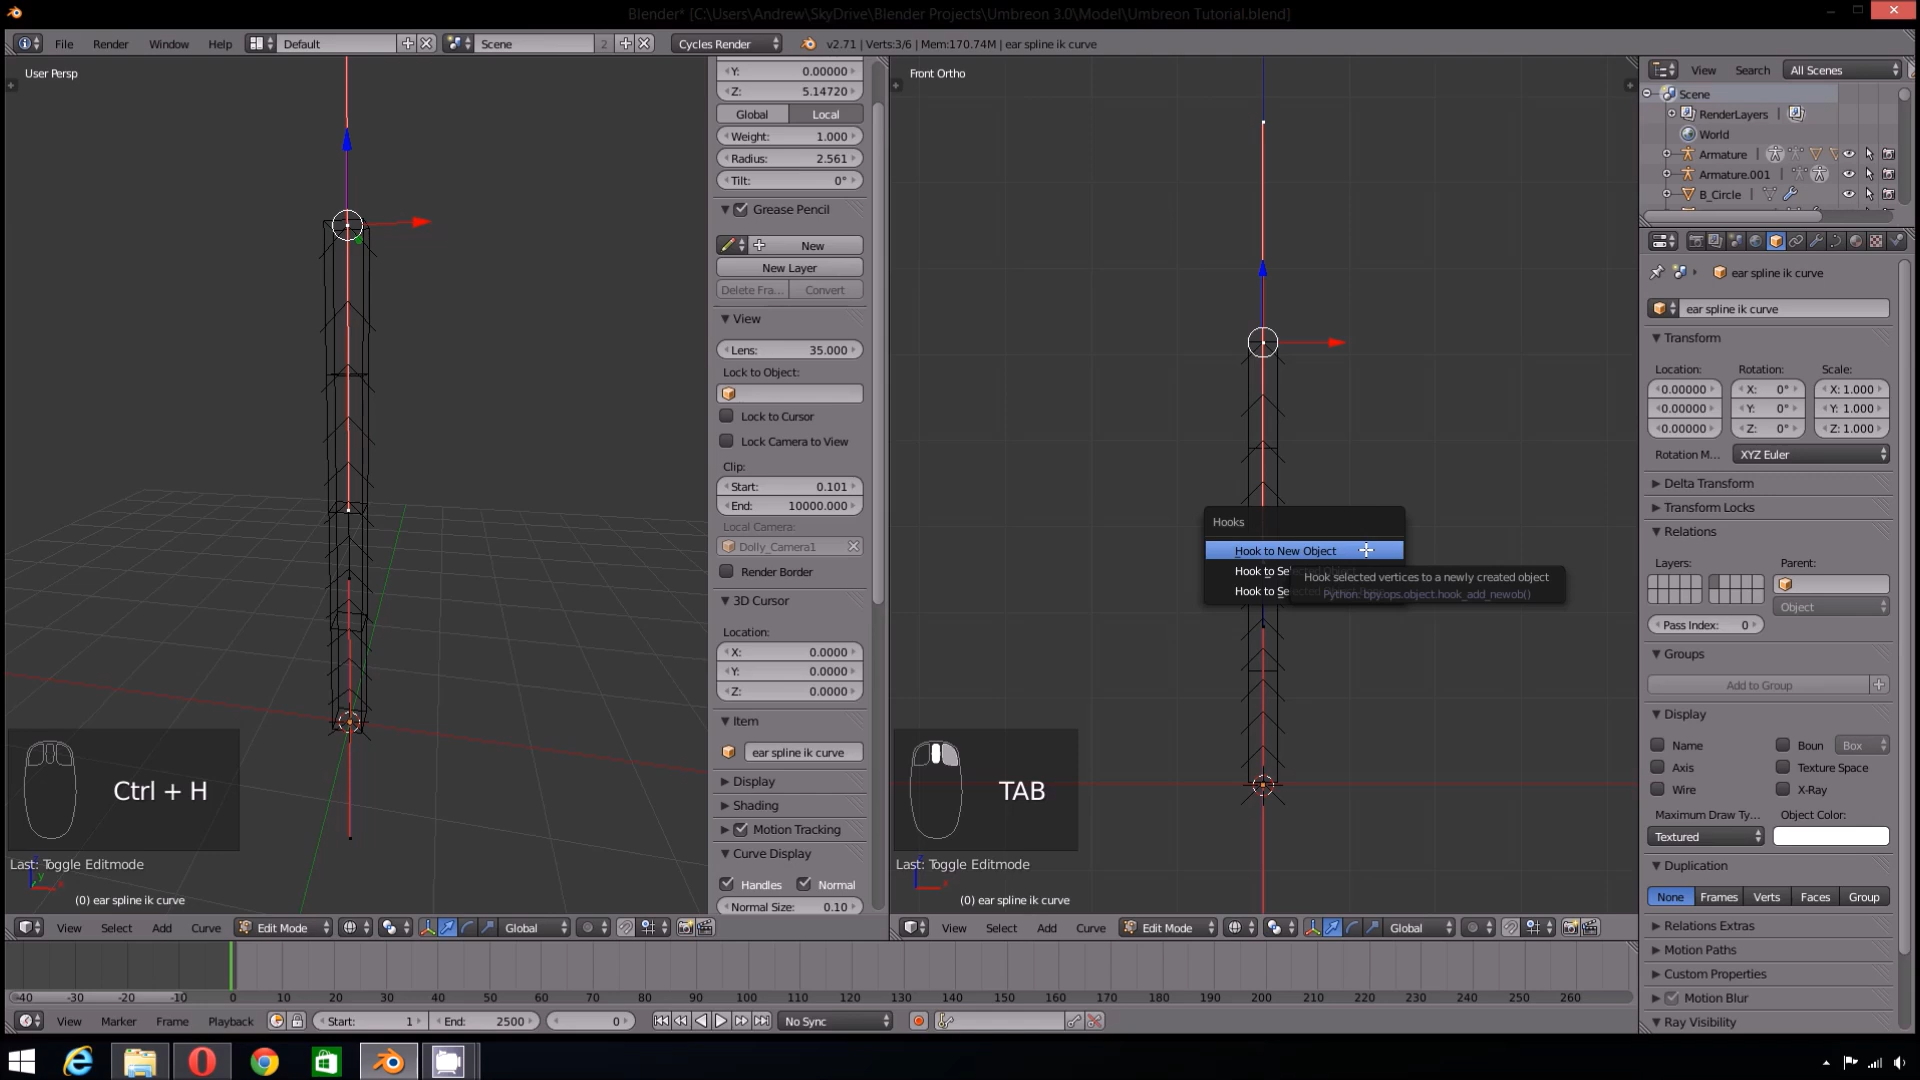 Blender* [C:\Users\Andrew\SkyDrive\Blender Projects\Umbreon 3.0\Model\Umbreon Tutorial.blend]
File Render Window Help Default Scene 2 Cycles Render v2.71 | Verts:3/6 | Mem:170.74M | ear spline ik curve
User Persp
Y: 0.00000
Z: 5.14720
Global Local
Weight: 1.000
Radius: 2.561
Tilt: 0°
Grease Pencil
New
New Layer
Delete Fra... Convert
View
Lens: 35.000
Lock to Object:
Lock to Cursor
Lock Camera to View
Clip:
Start: 0.101
End: 10000.000
Local Camera:
Dolly_Camera1
Render Border
3D Cursor
Location:
X: 0.0000
Y: 0.0000
Z: 0.0000
Item
ear spline ik curve
Display
Shading
Motion Tracking
Curve Display
Handles Normal
Normal Size: 0.10
Ctrl + H
Last: Toggle Editmode
(0) ear spline ik curve
View Select Add Curve Edit Mode Global
Front Ortho
Hooks
Hook to New Object
Hook to Se
Hook to Se
Hook selected vertices to a newly created object
Python: bpy.ops.object.hook_add_newob()
TAB
Last: Toggle Editmode
(0) ear spline ik curve
View Select Add Curve Edit Mode Global
View Search All Scenes
Scene
RenderLayers
World
Armature
Armature.001
B_Circle
ear spline ik curve
ear spline ik curve
Transform
Location: Rotation: Scale:
0.00000 X: 0° X: 1.000
0.00000 Y: 0° Y: 1.000
0.00000 Z: 0° Z: 1.000
Rotation M... XYZ Euler
Delta Transform
Transform Locks
Relations
Layers: Parent:
Object
Pass Index: 0
Groups
Add to Group
Display
Name Boun Box
Axis Texture Space
Wire X-Ray
Maximum Draw Ty... Object Color:
Textured
Duplication
None Frames Verts Faces Group
Relations Extras
Motion Paths
Custom Properties
Motion Blur
Ray Visibility
-40 -30 -20 -10 0 10 20 30 40 50 60 70 80 90 100 110 120 130 140 150 160 170 180 190 200 210 220 230 240 250 260
View Marker Frame Playback Start: 1 End: 2500 0 No Sync